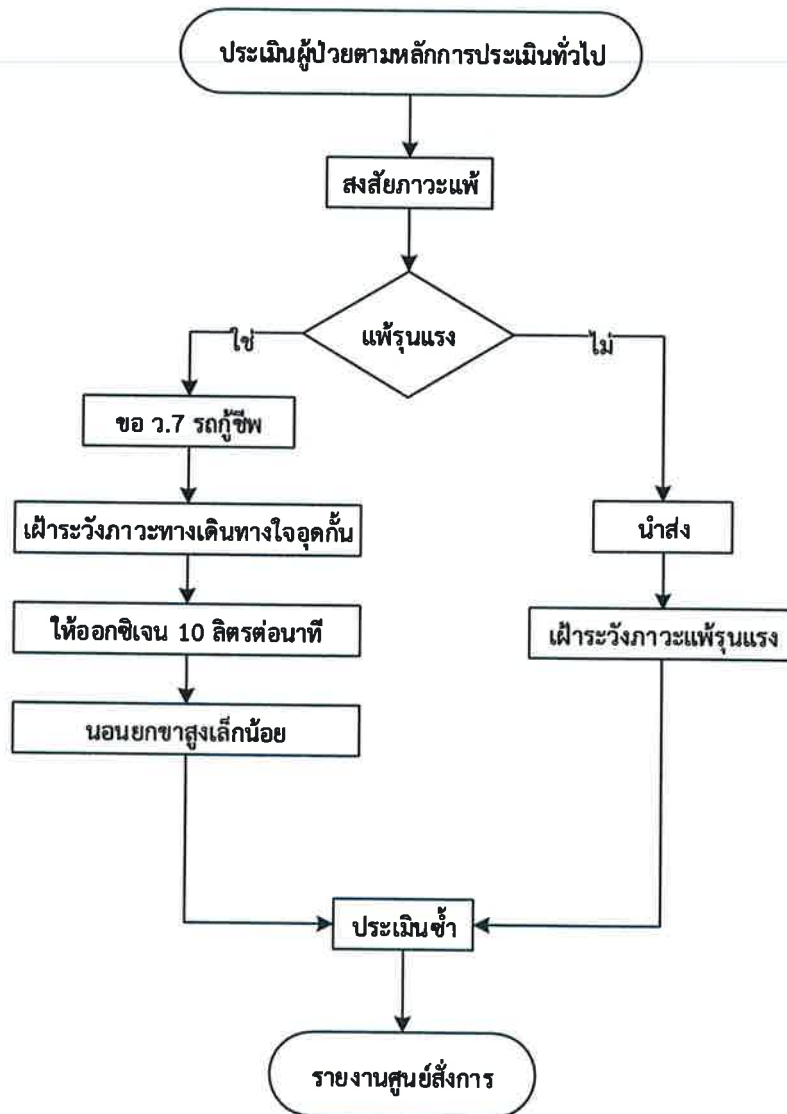 ประเมินผู้ป่วยตามหลักการประเมินทั่วไป
สงสัยภาวะแพ้
แพ้รุนแรง
ใช่
ไม่
ขอ ว.7 รถกู้ชีพ
เฝ้าระวังภาวะทางเดินทางใจอุดกั้น
ให้ออกซิเจน 10 ลิตรต่อนาที
นอนยกขาสูงเล็กน้อย
นำส่ง
เฝ้าระวังภาวะแพ้รุนแรง
ประเมินซ้ำ
รายงานศูนย์สั่งการ